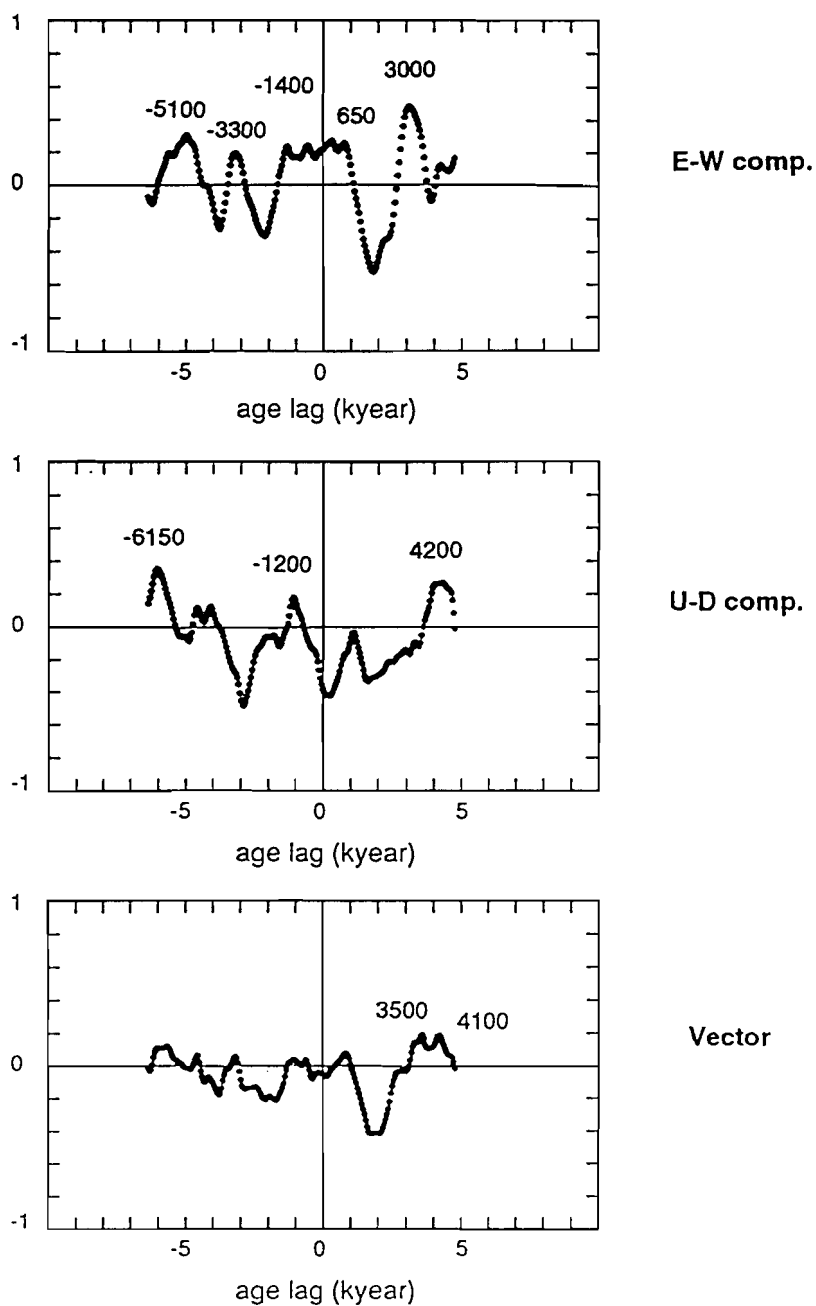 1
3000
-1400
-5100
650
-3300
E-W comp.
0
-1
-5 0 5
age lag (kyear)
1
-6150
-1200
4200
U-D comp.
0
-1
-5 0 5
age lag (kyear)
1
3500
4100
Vector
0
-1
-5 0 5
age lag (kyear)